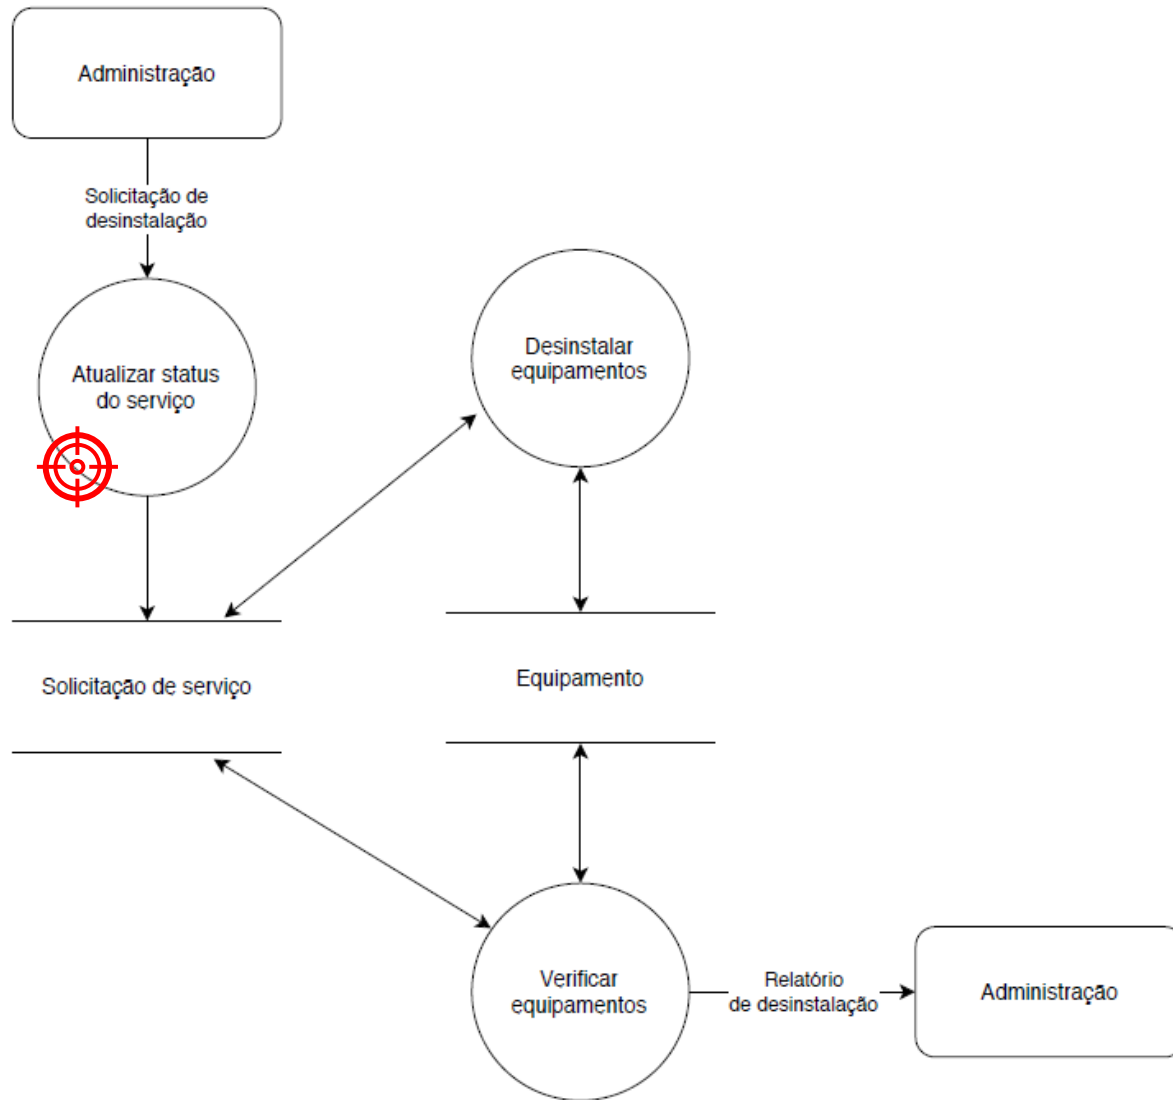 Administração
Solicitação de
desinstalação
Atualizar status
do serviço
Desinstalar
equipamentos
Solicitação de serviço
Equipamento
Verificar
equipamentos
Relatório
de desinstalação
Administração